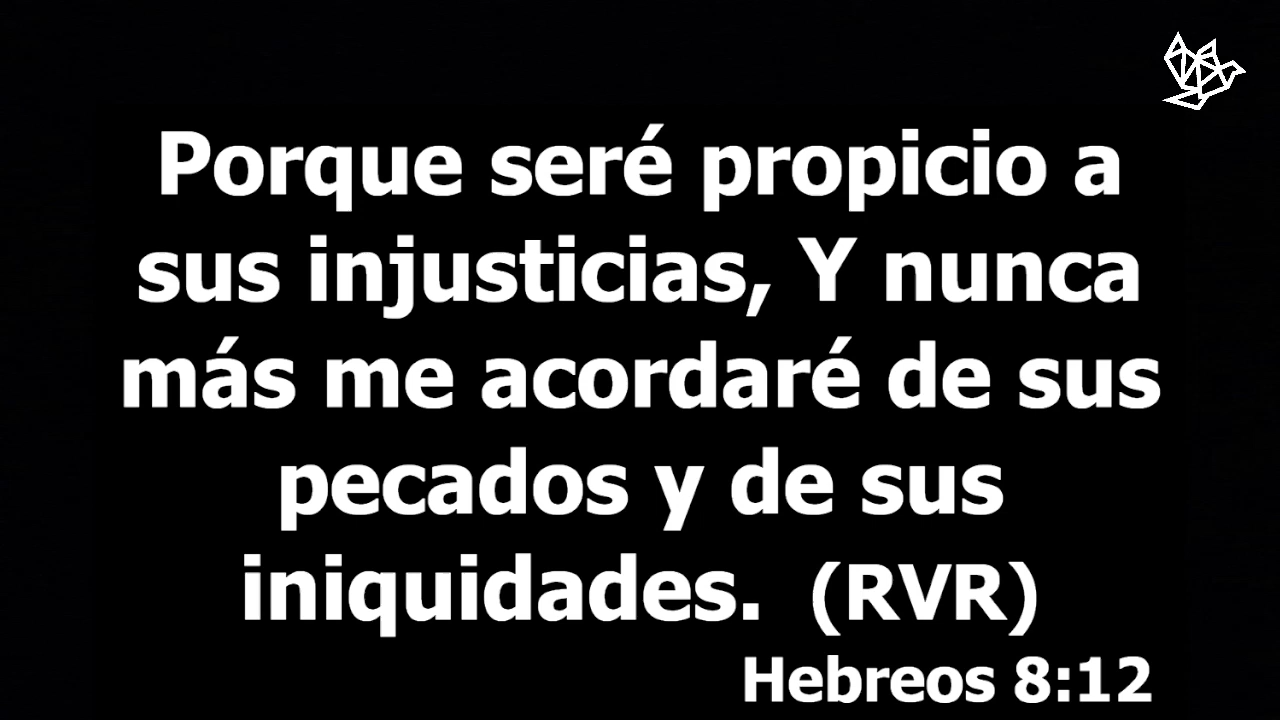 Porque seré propicio a
sus injusticias, Y nunca
más me acordaré de sus
pecados y de sus
iniquidades.  (RVR)
Hebreos 8:12